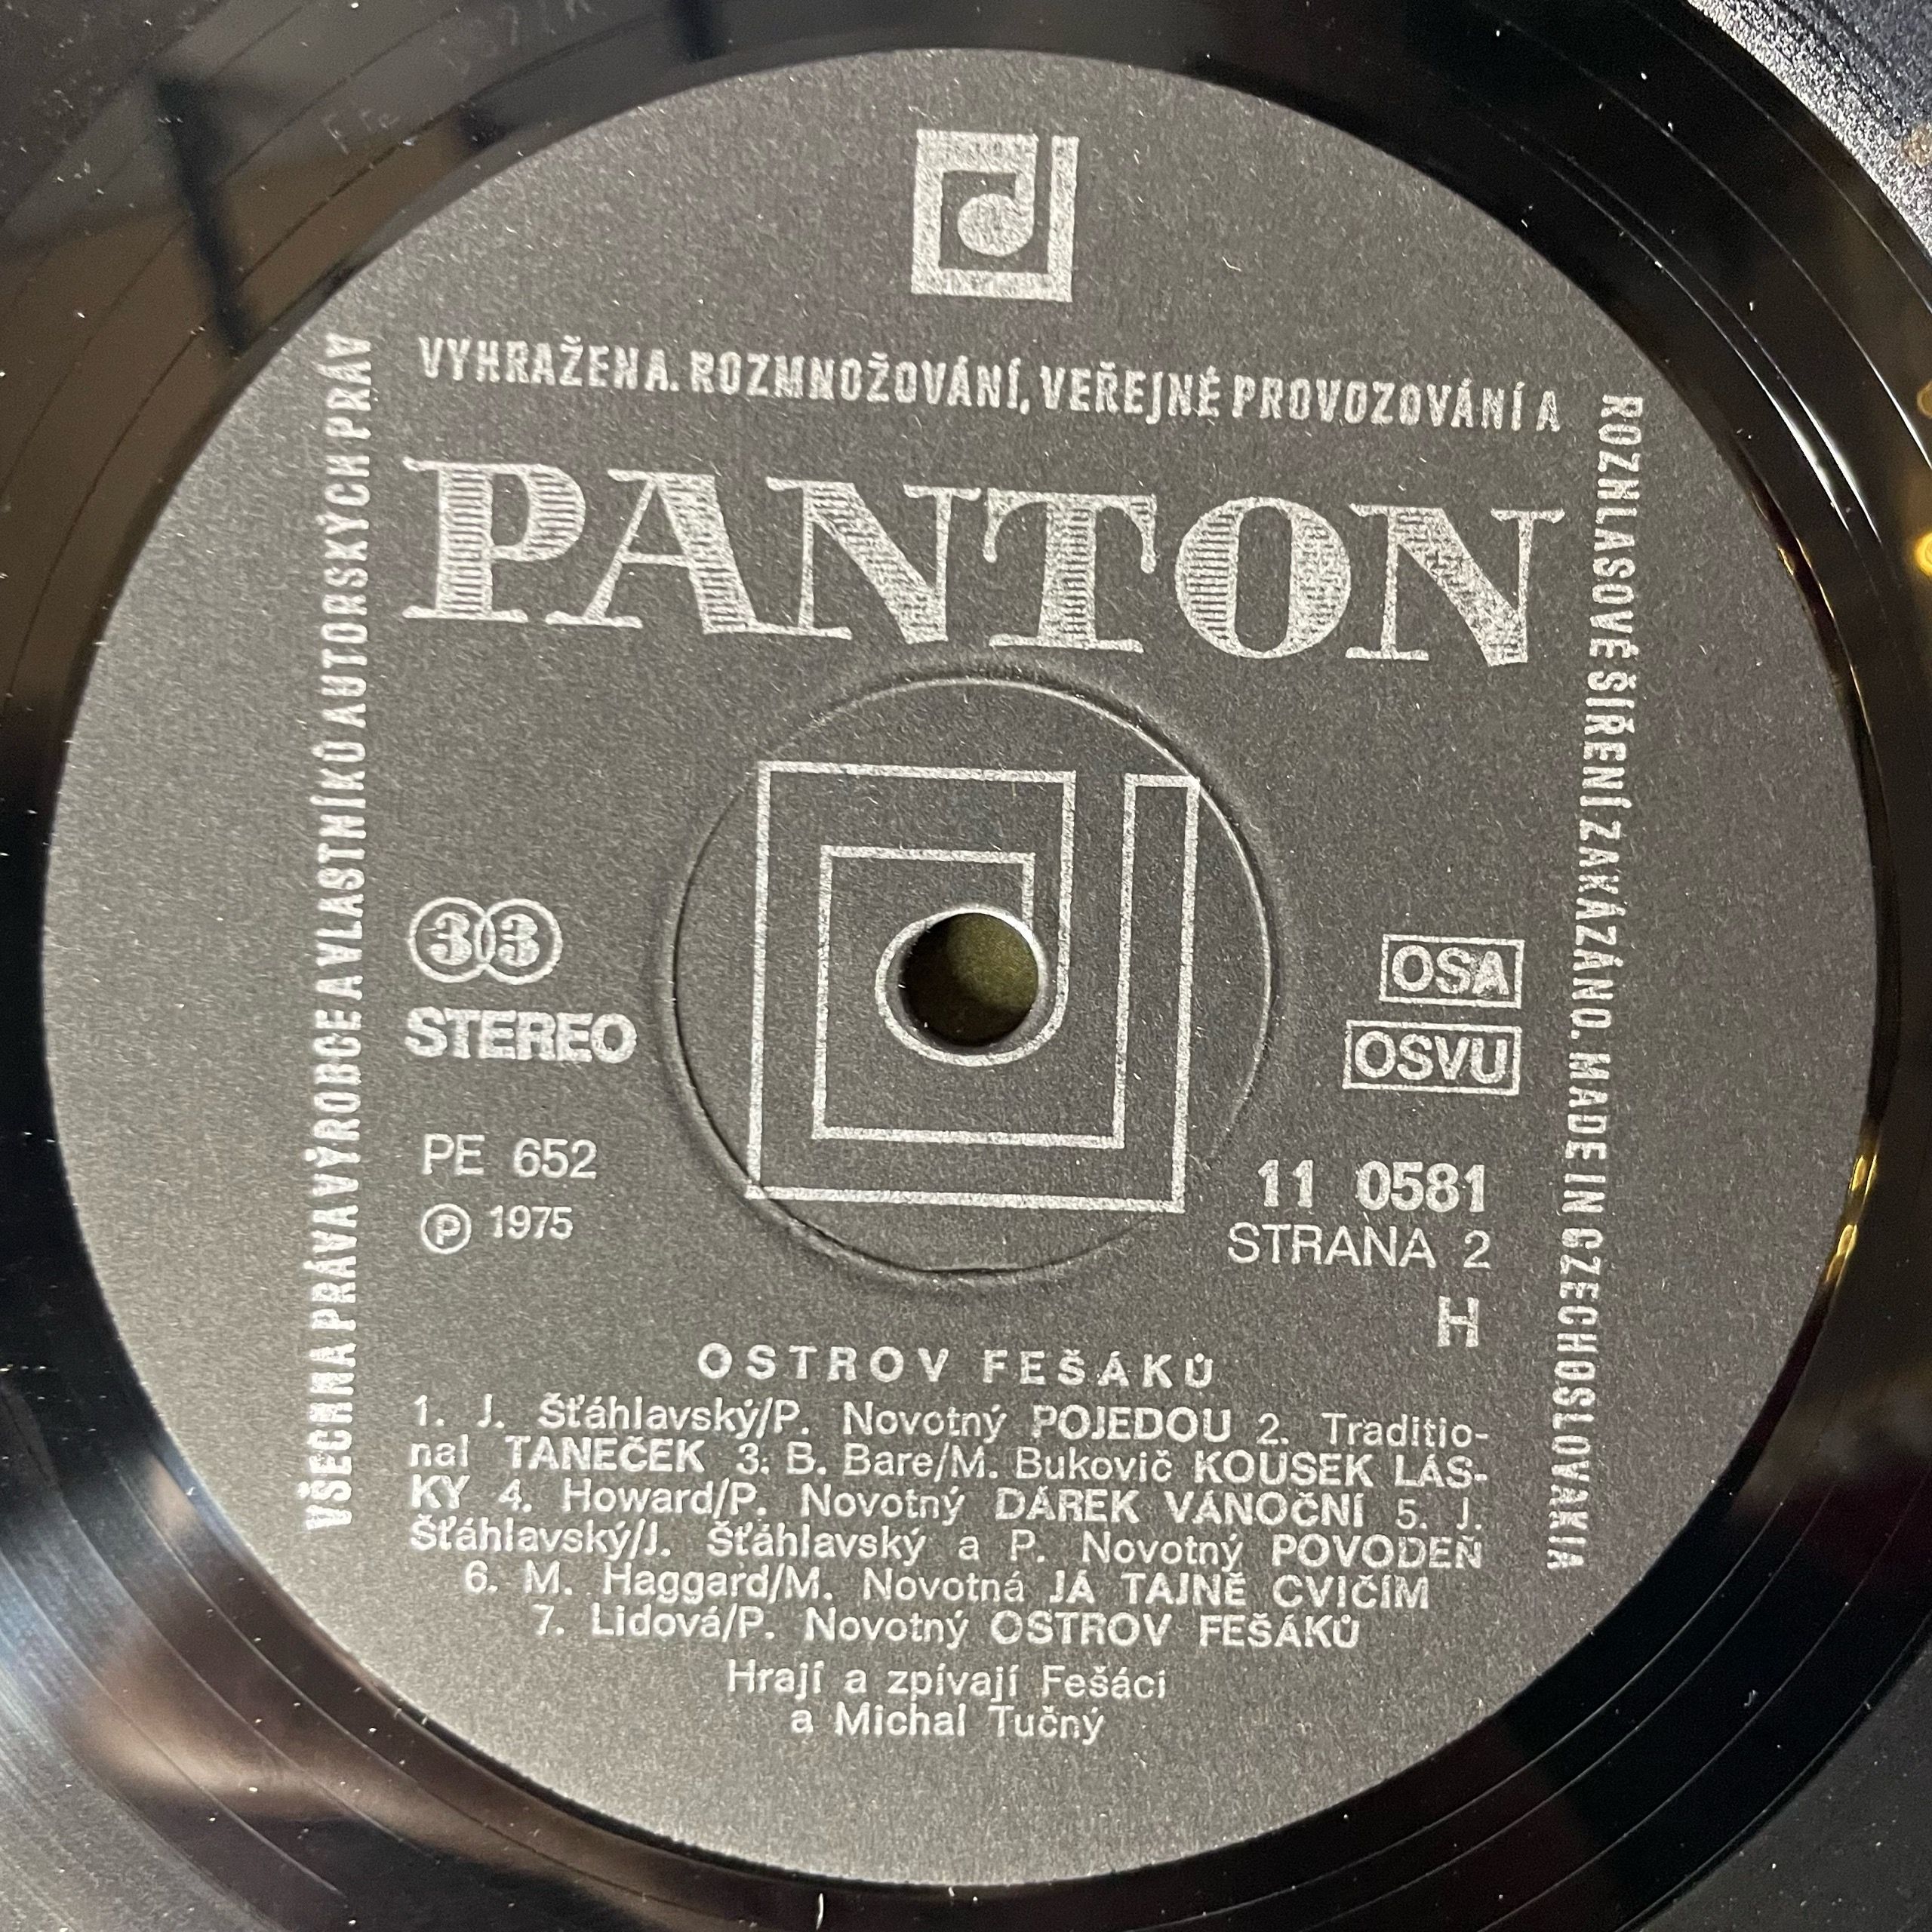 VŠECHNA PRÁVA VÝROBCE A VLASTNÍKŮ AUTORSKÝCH PRÁV
VYHRAŽENA. ROZMNOŽOVÁNÍ, VEŘEJNÉ PROVOZOVÁNÍ A
ROZHLASOVÉ ŠÍŘENÍ ZAKÁZÁNO. MADE IN CZECHOSLOVAKIA
PANTON
33
STEREO
OSA
OSVU
PE 652
℗ 1975
11 0581
STRANA 2
H
OSTROV FEŠÁKŮ
1. J. Šťáhlavský/P. Novotný POJEDOU 2. Traditio-
nal TANEČEK 3. B. Bare/M. Bukovič KOUSEK LÁS-
KY 4. Howard/P. Novotný DÁREK VÁNOČNÍ 5. J.
Šťáhlavský/J. Šťáhlavský a P. Novotný POVODEŇ
6. M. Haggard/M. Novotná JÁ TAJNĚ CVIČÍM
7. Lidová/P. Novotný OSTROV FEŠÁKŮ
Hrají a zpívají Fešáci
a Michal Tučný